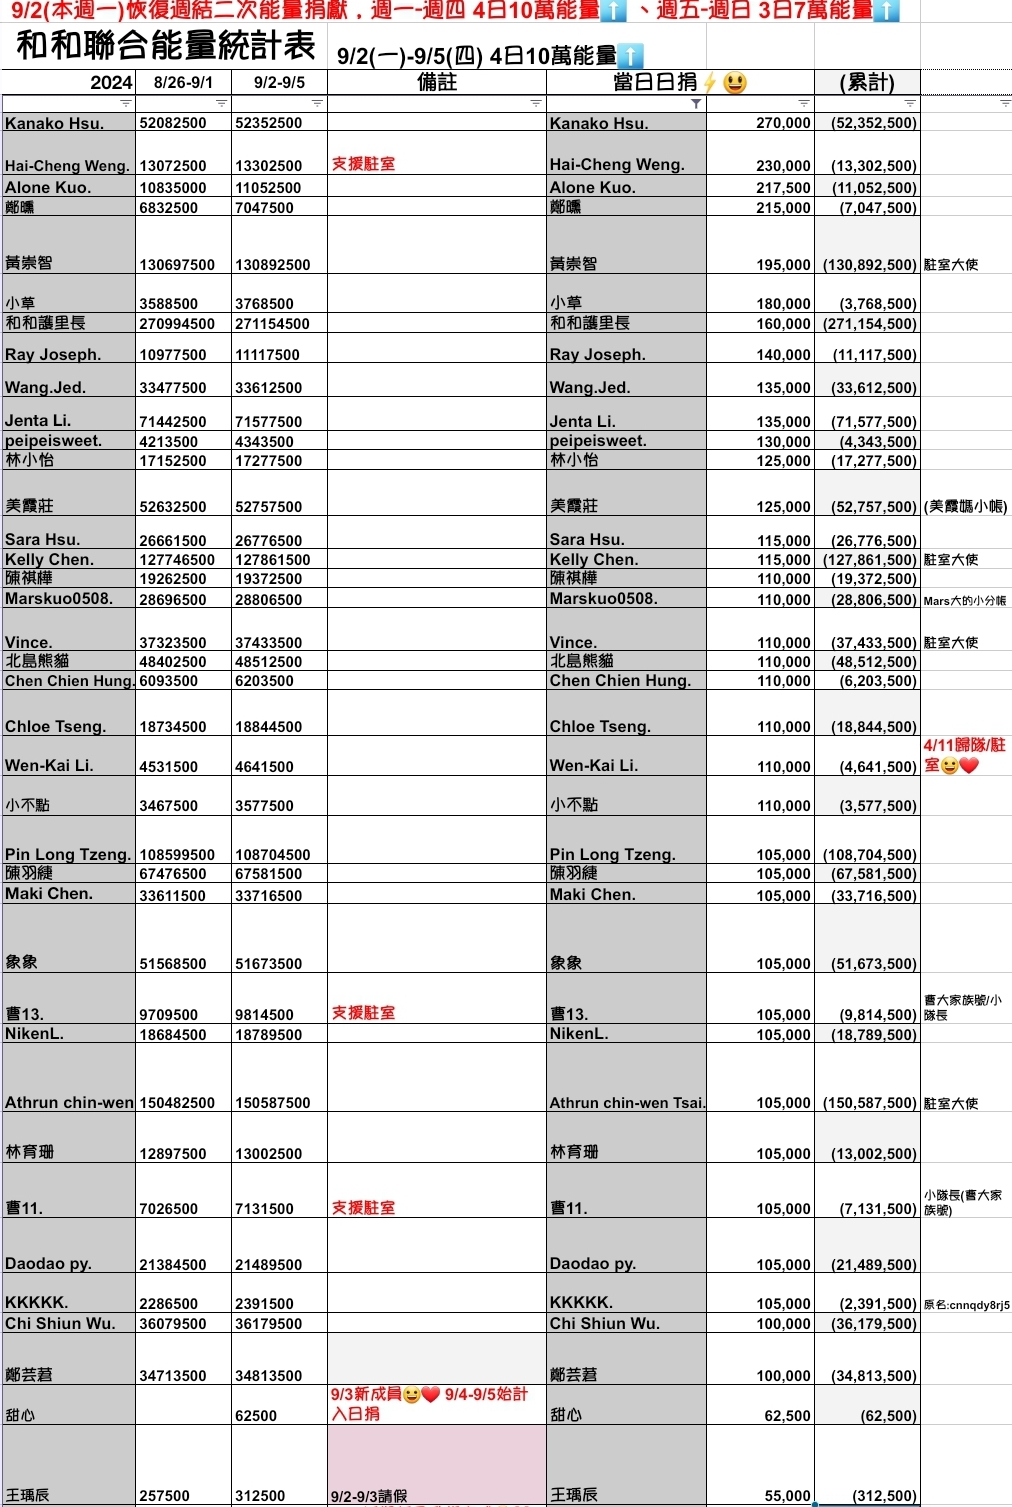 9/2(本週一)恢復週結二次能量捐獻，週一-週四 4日10萬能量⬆️、週五-週日 3日7萬能量⬆️
和和聯合能量統計表 9/2(一)-9/5(四) 4日10萬能量⬆️
2024 8/26-9/1 9/2-9/5 備註 當日日捐⚡😃 (累計)
Kanako Hsu. 52082500 52352500 Kanako Hsu. 270,000 (52,352,500)
Hai-Cheng Weng. 13072500 13302500 支援駐室 Hai-Cheng Weng. 230,000 (13,302,500)
Alone Kuo. 10835000 11052500 Alone Kuo. 217,500 (11,052,500)
鄭曛 6832500 7047500 鄭曛 215,000 (7,047,500)
黃崇智 130697500 130892500 黃崇智 195,000 (130,892,500) 駐室大使
小草 3588500 3768500 小草 180,000 (3,768,500)
和和護里長 270994500 271154500 和和護里長 160,000 (271,154,500)
Ray Joseph. 10977500 11117500 Ray Joseph. 140,000 (11,117,500)
Wang.Jed. 33477500 33612500 Wang.Jed. 135,000 (33,612,500)
Jenta Li. 71442500 71577500 Jenta Li. 135,000 (71,577,500)
peipeisweet. 4213500 4343500 peipeisweet. 130,000 (4,343,500)
林小怡 17152500 17277500 林小怡 125,000 (17,277,500)
美霞莊 52632500 52757500 美霞莊 125,000 (52,757,500) (美霞媽小帳)
Sara Hsu. 26661500 26776500 Sara Hsu. 115,000 (26,776,500)
Kelly Chen. 127746500 127861500 Kelly Chen. 115,000 (127,861,500) 駐室大使
陳祺樺 19262500 19372500 陳祺樺 110,000 (19,372,500)
Marskuo0508. 28696500 28806500 Marskuo0508. 110,000 (28,806,500) Mars大的小分帳
Vince. 37323500 37433500 Vince. 110,000 (37,433,500) 駐室大使
北島熊貓 48402500 48512500 北島熊貓 110,000 (48,512,500)
Chen Chien Hung. 6093500 6203500 Chen Chien Hung. 110,000 (6,203,500)
Chloe Tseng. 18734500 18844500 Chloe Tseng. 110,000 (18,844,500)
4/11歸隊/駐
Wen-Kai Li. 4531500 4641500 Wen-Kai Li. 110,000 (4,641,500) 室😀❤️
小不點 3467500 3577500 小不點 110,000 (3,577,500)
Pin Long Tzeng. 108599500 108704500 Pin Long Tzeng. 105,000 (108,704,500)
陳羽緁 67476500 67581500 陳羽緁 105,000 (67,581,500)
Maki Chen. 33611500 33716500 Maki Chen. 105,000 (33,716,500)
象象 51568500 51673500 象象 105,000 (51,673,500)
曹大家族號/小
曹13. 9709500 9814500 支援駐室 曹13. 105,000 (9,814,500) 隊長
NikenL. 18684500 18789500 NikenL. 105,000 (18,789,500)
Athrun chin-wen 150482500 150587500 Athrun chin-wen Tsai. 105,000 (150,587,500) 駐室大使
林育珊 12897500 13002500 林育珊 105,000 (13,002,500)
小隊長(曹大家
曹11. 7026500 7131500 支援駐室 曹11. 105,000 (7,131,500) 族號)
Daodao py. 21384500 21489500 Daodao py. 105,000 (21,489,500)
KKKKK. 2286500 2391500 KKKKK. 105,000 (2,391,500) 原名:cnnqdy8rj5
Chi Shiun Wu. 36079500 36179500 Chi Shiun Wu. 100,000 (36,179,500)
鄭芸莙 34713500 34813500 鄭芸莙 100,000 (34,813,500)
9/3新成員😀❤️ 9/4-9/5始計
甜心 62500 入日捐 甜心 62,500 (62,500)
王瑀辰 257500 312500 9/2-9/3請假 王瑀辰 55,000 (312,500)